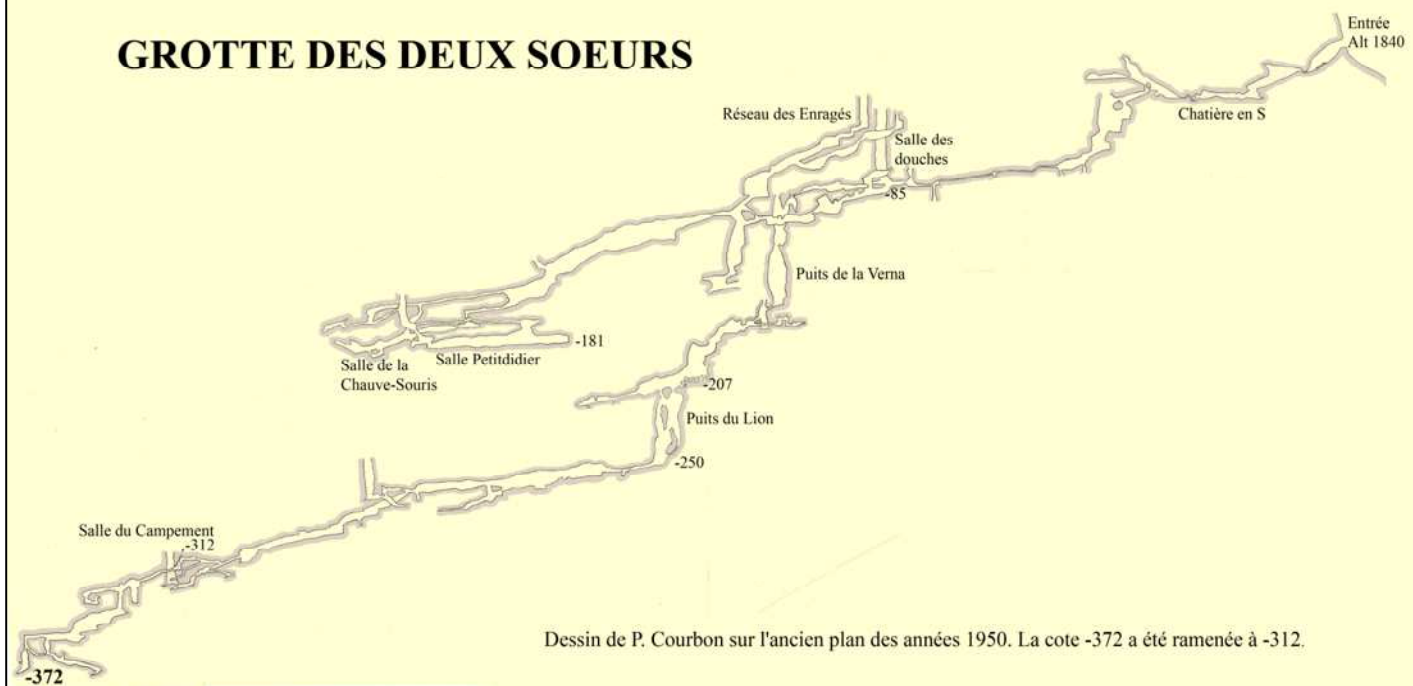 GROTTE DES DEUX SOEURS
Entrée
Alt 1840
Chatière en S
Réseau des Enragés
Salle des
douches
-85
Puits de la Verna
-181
Salle Petitdidier
Salle de la
Chauve-Souris
-207
Puits du Lion
-250
Salle du Campement
-312
-372
Dessin de P. Courbon sur l'ancien plan des années 1950. La cote -372 a été ramenée à -312.